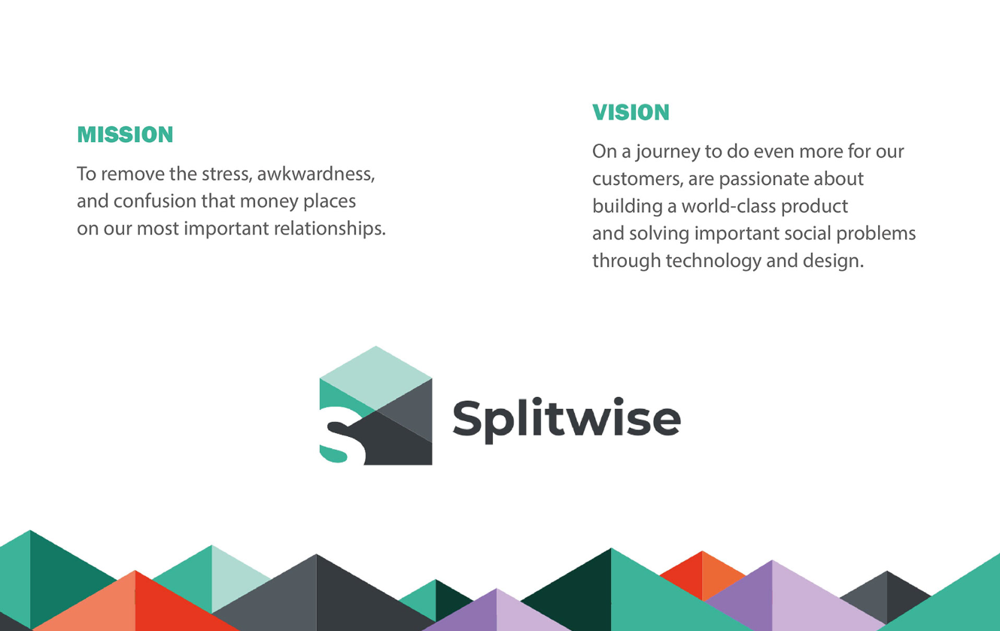 MISSION
To remove the stress, awkwardness,
and confusion that money places
on our most important relationships.
VISION
On a journey to do even more for our
customers, are passionate about
building a world-class product
and solving important social problems
through technology and design.
S
Splitwise